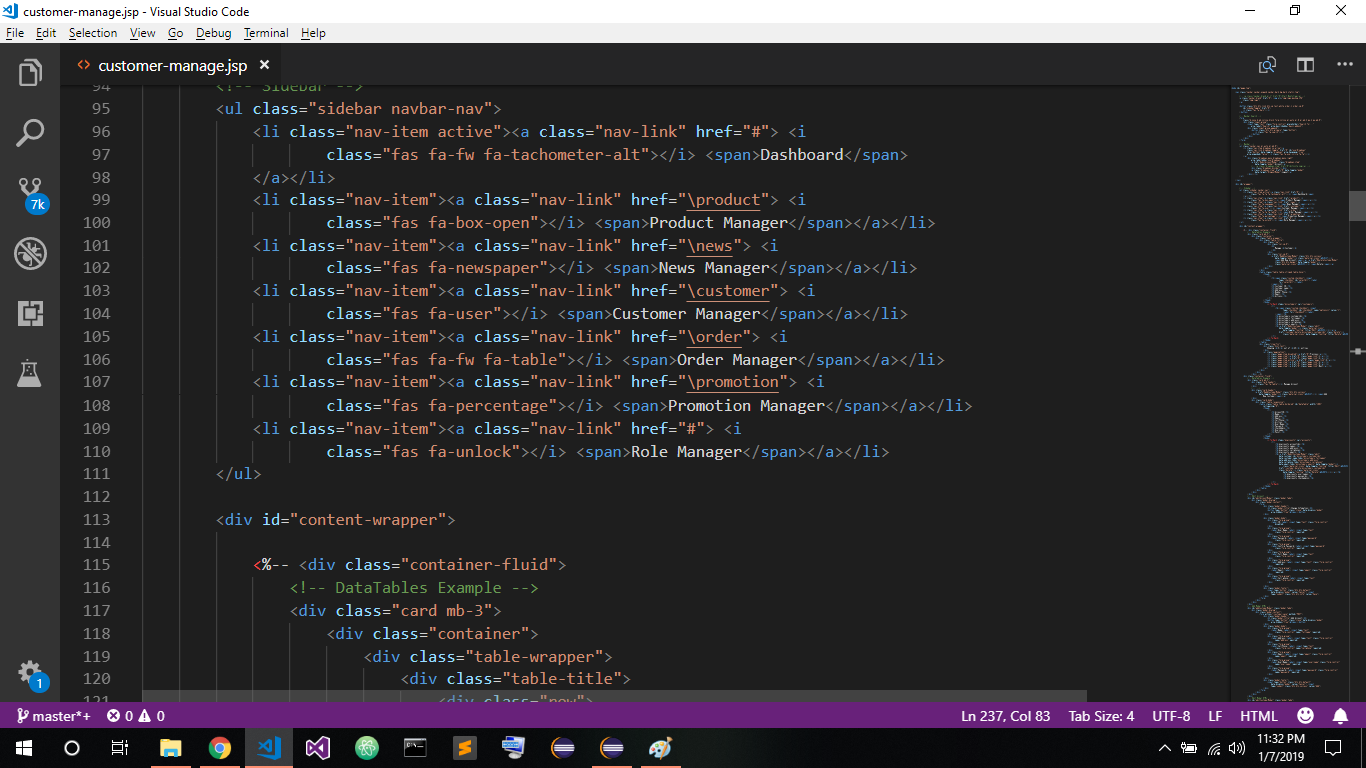 customer-manage.jsp - Visual Studio Code
File Edit Selection View Go Debug Terminal Help
customer-manage.jsp
94 <!-- Sidebar -->
95 <ul class="sidebar navbar-nav">
96 <li class="nav-item active"><a class="nav-link" href="#"> <i
97 class="fas fa-fw fa-tachometer-alt"></i> <span>Dashboard</span>
98 </a></li>
99 <li class="nav-item"><a class="nav-link" href="\product"> <i
100 class="fas fa-box-open"></i> <span>Product Manager</span></a></li>
101 <li class="nav-item"><a class="nav-link" href="\news"> <i
102 class="fas fa-newspaper"></i> <span>News Manager</span></a></li>
103 <li class="nav-item"><a class="nav-link" href="\customer"> <i
104 class="fas fa-user"></i> <span>Customer Manager</span></a></li>
105 <li class="nav-item"><a class="nav-link" href="\order"> <i
106 class="fas fa-fw fa-table"></i> <span>Order Manager</span></a></li>
107 <li class="nav-item"><a class="nav-link" href="\promotion"> <i
108 class="fas fa-percentage"></i> <span>Promotion Manager</span></a></li>
109 <li class="nav-item"><a class="nav-link" href="#"> <i
110 class="fas fa-unlock"></i> <span>Role Manager</span></a></li>
111 </ul>
112
113 <div id="content-wrapper">
114
115 <%-- <div class="container-fluid">
116 <!-- DataTables Example -->
117 <div class="card mb-3">
118 <div class="container">
119 <div class="table-wrapper">
120 <div class="table-title">
121 <div class="row">
7k
1
master*+ 0 0 Ln 237, Col 83 Tab Size: 4 UTF-8 LF HTML
11:32 PM
1/7/2019